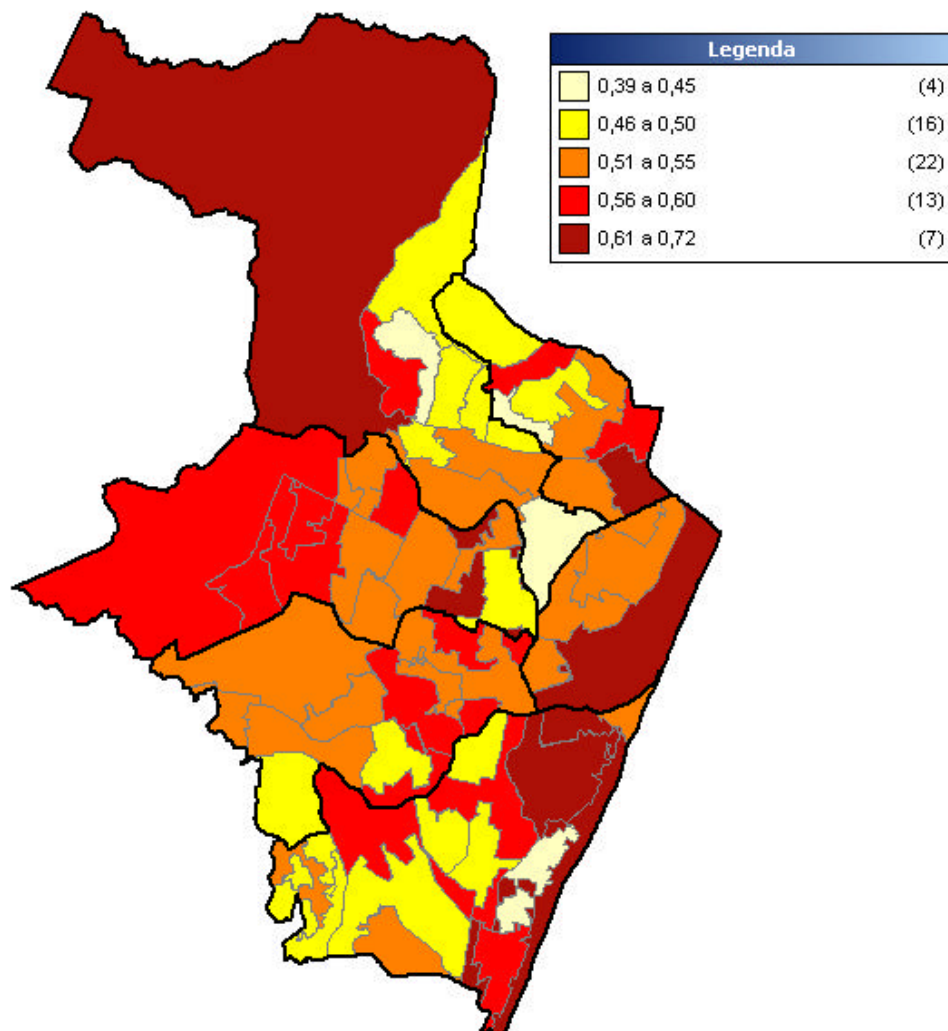 Legenda
0,39 a 0,45 (4)
0,46 a 0,50 (16)
0,51 a 0,55 (22)
0,56 a 0,60 (13)
0,61 a 0,72 (7)